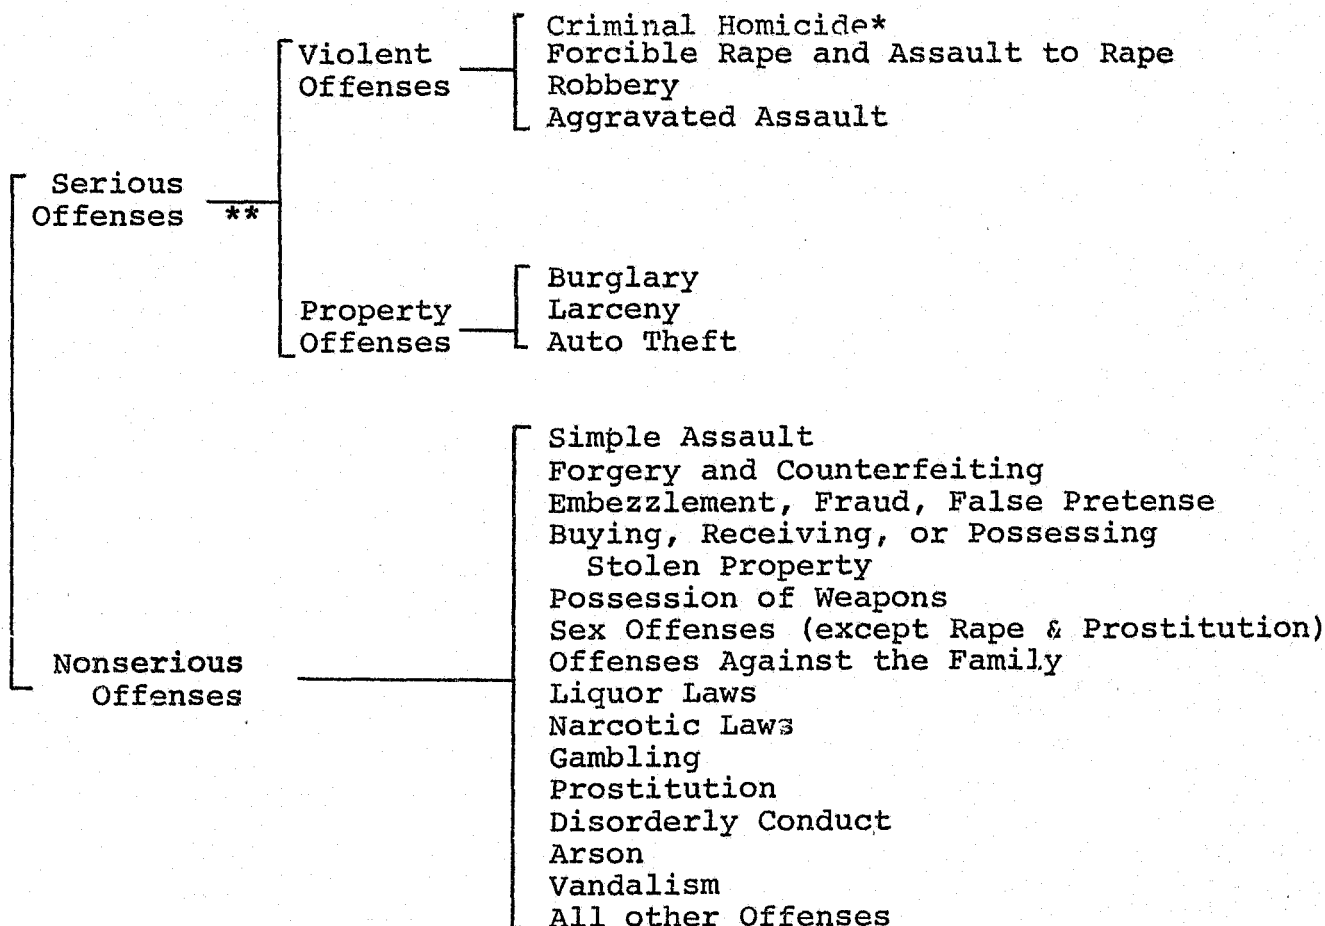 Criminal Homicide*
Violent Forcible Rape and Assault to Rape
Offenses Robbery
Aggravated Assault
Serious
Offenses **
Burglary
Property Larceny
Offenses Auto Theft
Simple Assault
Forgery and Counterfeiting
Embezzlement, Fraud, False Pretense
Buying, Receiving, or Possessing
Stolen Property
Possession of Weapons
Sex Offenses (except Rape & Prostitution)
Nonserious Offenses Against the Family
Offenses Liquor Laws
Narcotic Laws
Gambling
Prostitution
Disorderly Conduct
Arson
Vandalism
All other Offenses